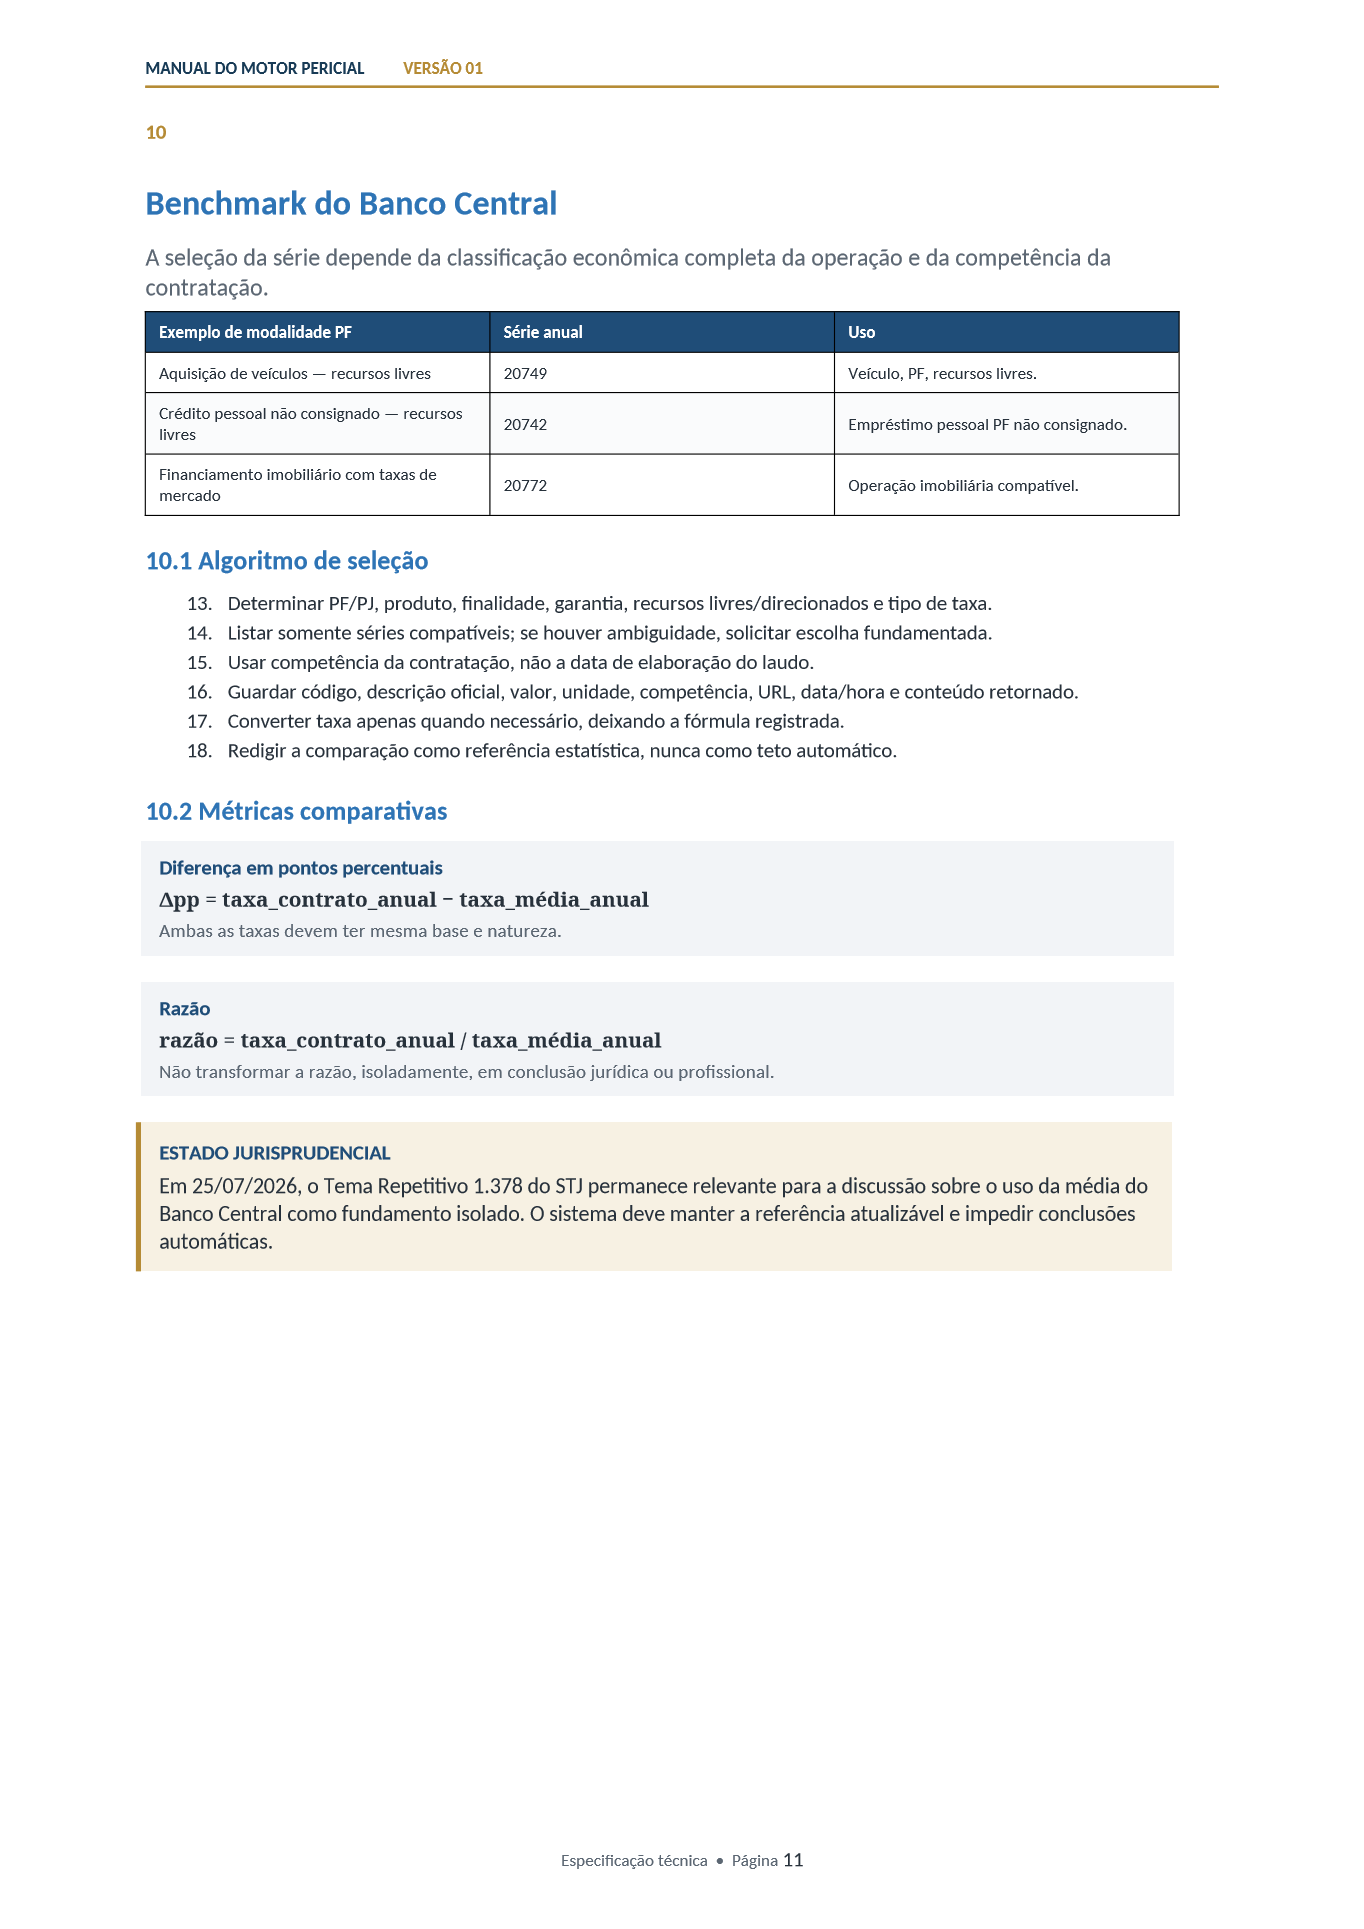 MANUAL DO MOTOR PERICIAL VERSÃO 01
10
Benchmark do Banco Central
A seleção da série depende da classificação econômica completa da operação e da competência da
contratação.
Exemplo de modalidade PF Série anual Uso
Aquisição de veículos — recursos livres 20749 Veículo, PF, recursos livres.
Crédito pessoal não consignado — recursos
livres 20742 Empréstimo pessoal PF não consignado.
Financiamento imobiliário com taxas de
mercado 20772 Operação imobiliária compatível.
10.1 Algoritmo de seleção
13. Determinar PF/PJ, produto, finalidade, garantia, recursos livres/direcionados e tipo de taxa.
14. Listar somente séries compatíveis; se houver ambiguidade, solicitar escolha fundamentada.
15. Usar competência da contratação, não a data de elaboração do laudo.
16. Guardar código, descrição oficial, valor, unidade, competência, URL, data/hora e conteúdo retornado.
17. Converter taxa apenas quando necessário, deixando a fórmula registrada.
18. Redigir a comparação como referência estatística, nunca como teto automático.
10.2 Métricas comparativas
Diferença em pontos percentuais
Δpp = taxa_contrato_anual − taxa_média_anual
Ambas as taxas devem ter mesma base e natureza.
Razão
razão = taxa_contrato_anual / taxa_média_anual
Não transformar a razão, isoladamente, em conclusão jurídica ou profissional.
ESTADO JURISPRUDENCIAL
Em 25/07/2026, o Tema Repetitivo 1.378 do STJ permanece relevante para a discussão sobre o uso da média do
Banco Central como fundamento isolado. O sistema deve manter a referência atualizável e impedir conclusões
automáticas.
Especificação técnica • Página 11